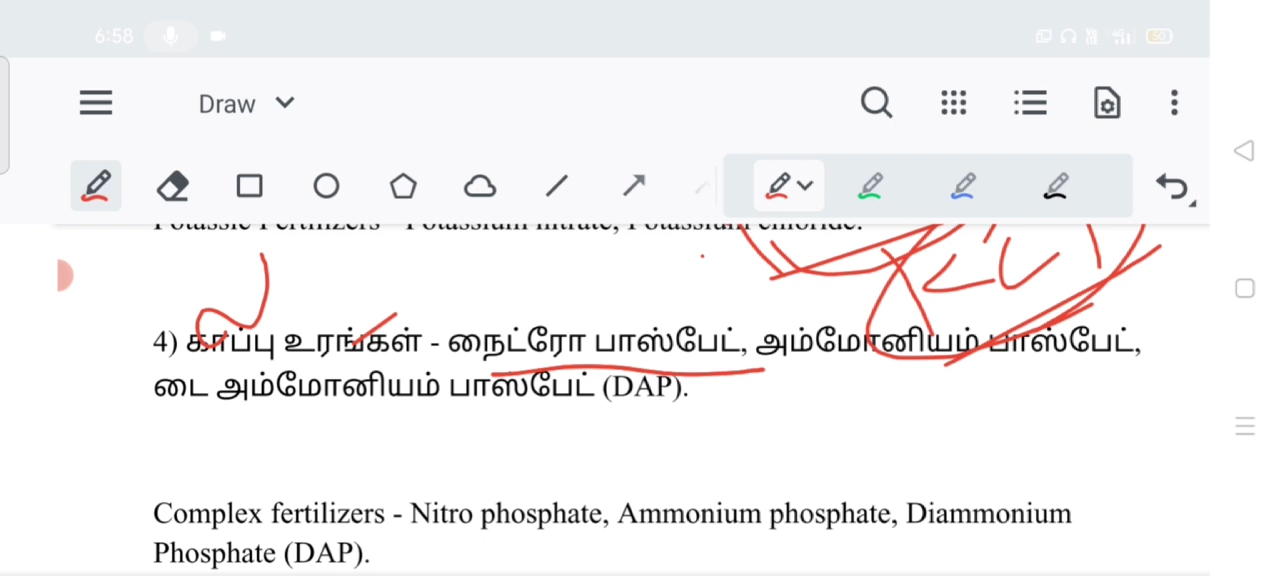 6:58
Draw
Potassic Fertilizers - Potassium nitrate, Potassium chloride.
4) காப்பு உரங்கள் - நைட்ரோ பாஸ்பேட், அம்மோனியம் பாஸ்பேட்,
டை அம்மோனியம் பாஸ்பேட் (DAP).
Complex fertilizers - Nitro phosphate, Ammonium phosphate, Diammonium
Phosphate (DAP).